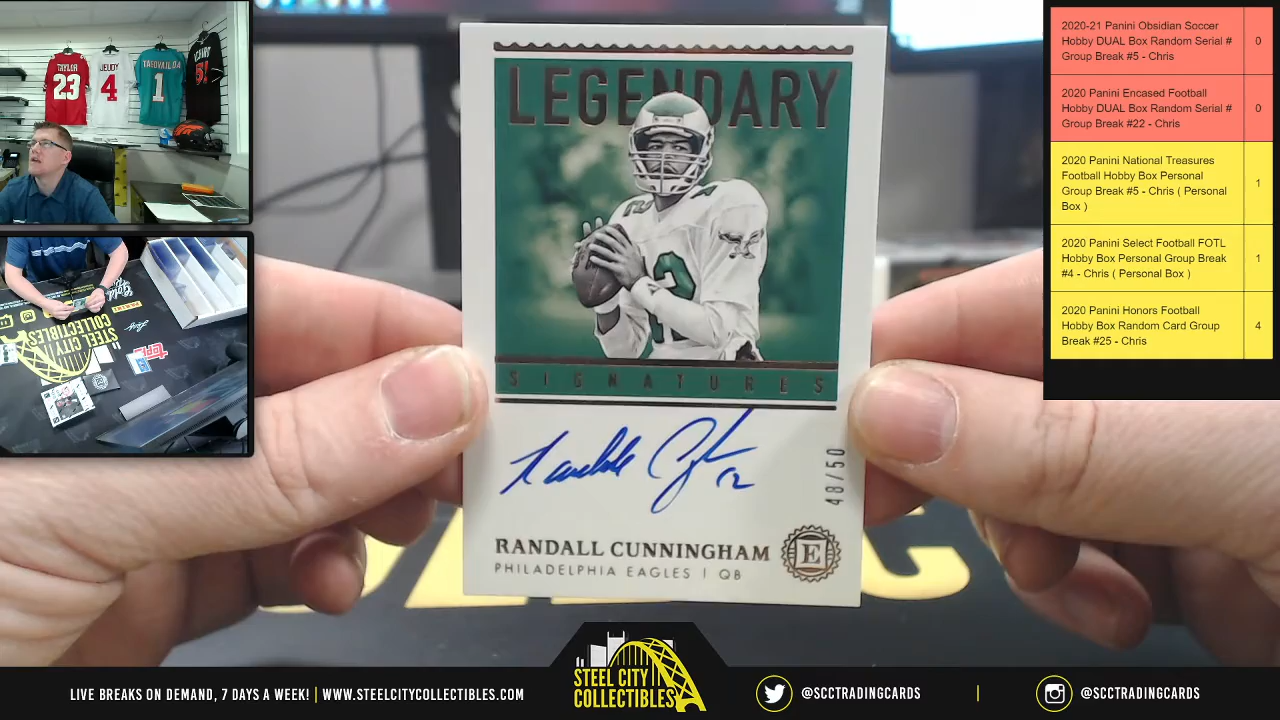 TAYLOR
23
JEUDY
4
TAGOVAILOA
1
51
STEEL CITY
COLLECTIBLES
LEGENDARY
12
SIGNATURES
Randall Cunningham 12
48/50
RANDALL CUNNINGHAM
PHILADELPHIA EAGLES | QB
E
2020-21 Panini Obsidian Soccer
Hobby DUAL Box Random Serial #
Group Break #5 - Chris
0
2020 Panini Encased Football
Hobby DUAL Box Random Serial #
Group Break #22 - Chris
0
2020 Panini National Treasures
Football Hobby Box Personal
Group Break #5 - Chris ( Personal
Box )
1
2020 Panini Select Football FOTL
Hobby Box Personal Group Break
#4 - Chris ( Personal Box )
1
2020 Panini Honors Football
Hobby Box Random Card Group
Break #25 - Chris
4
LIVE BREAKS ON DEMAND, 7 DAYS A WEEK! | WWW.STEELCITYCOLLECTIBLES.COM
STEEL CITY
COLLECTIBLES
@SCCTRADINGCARDS | @SCCTRADINGCARDS